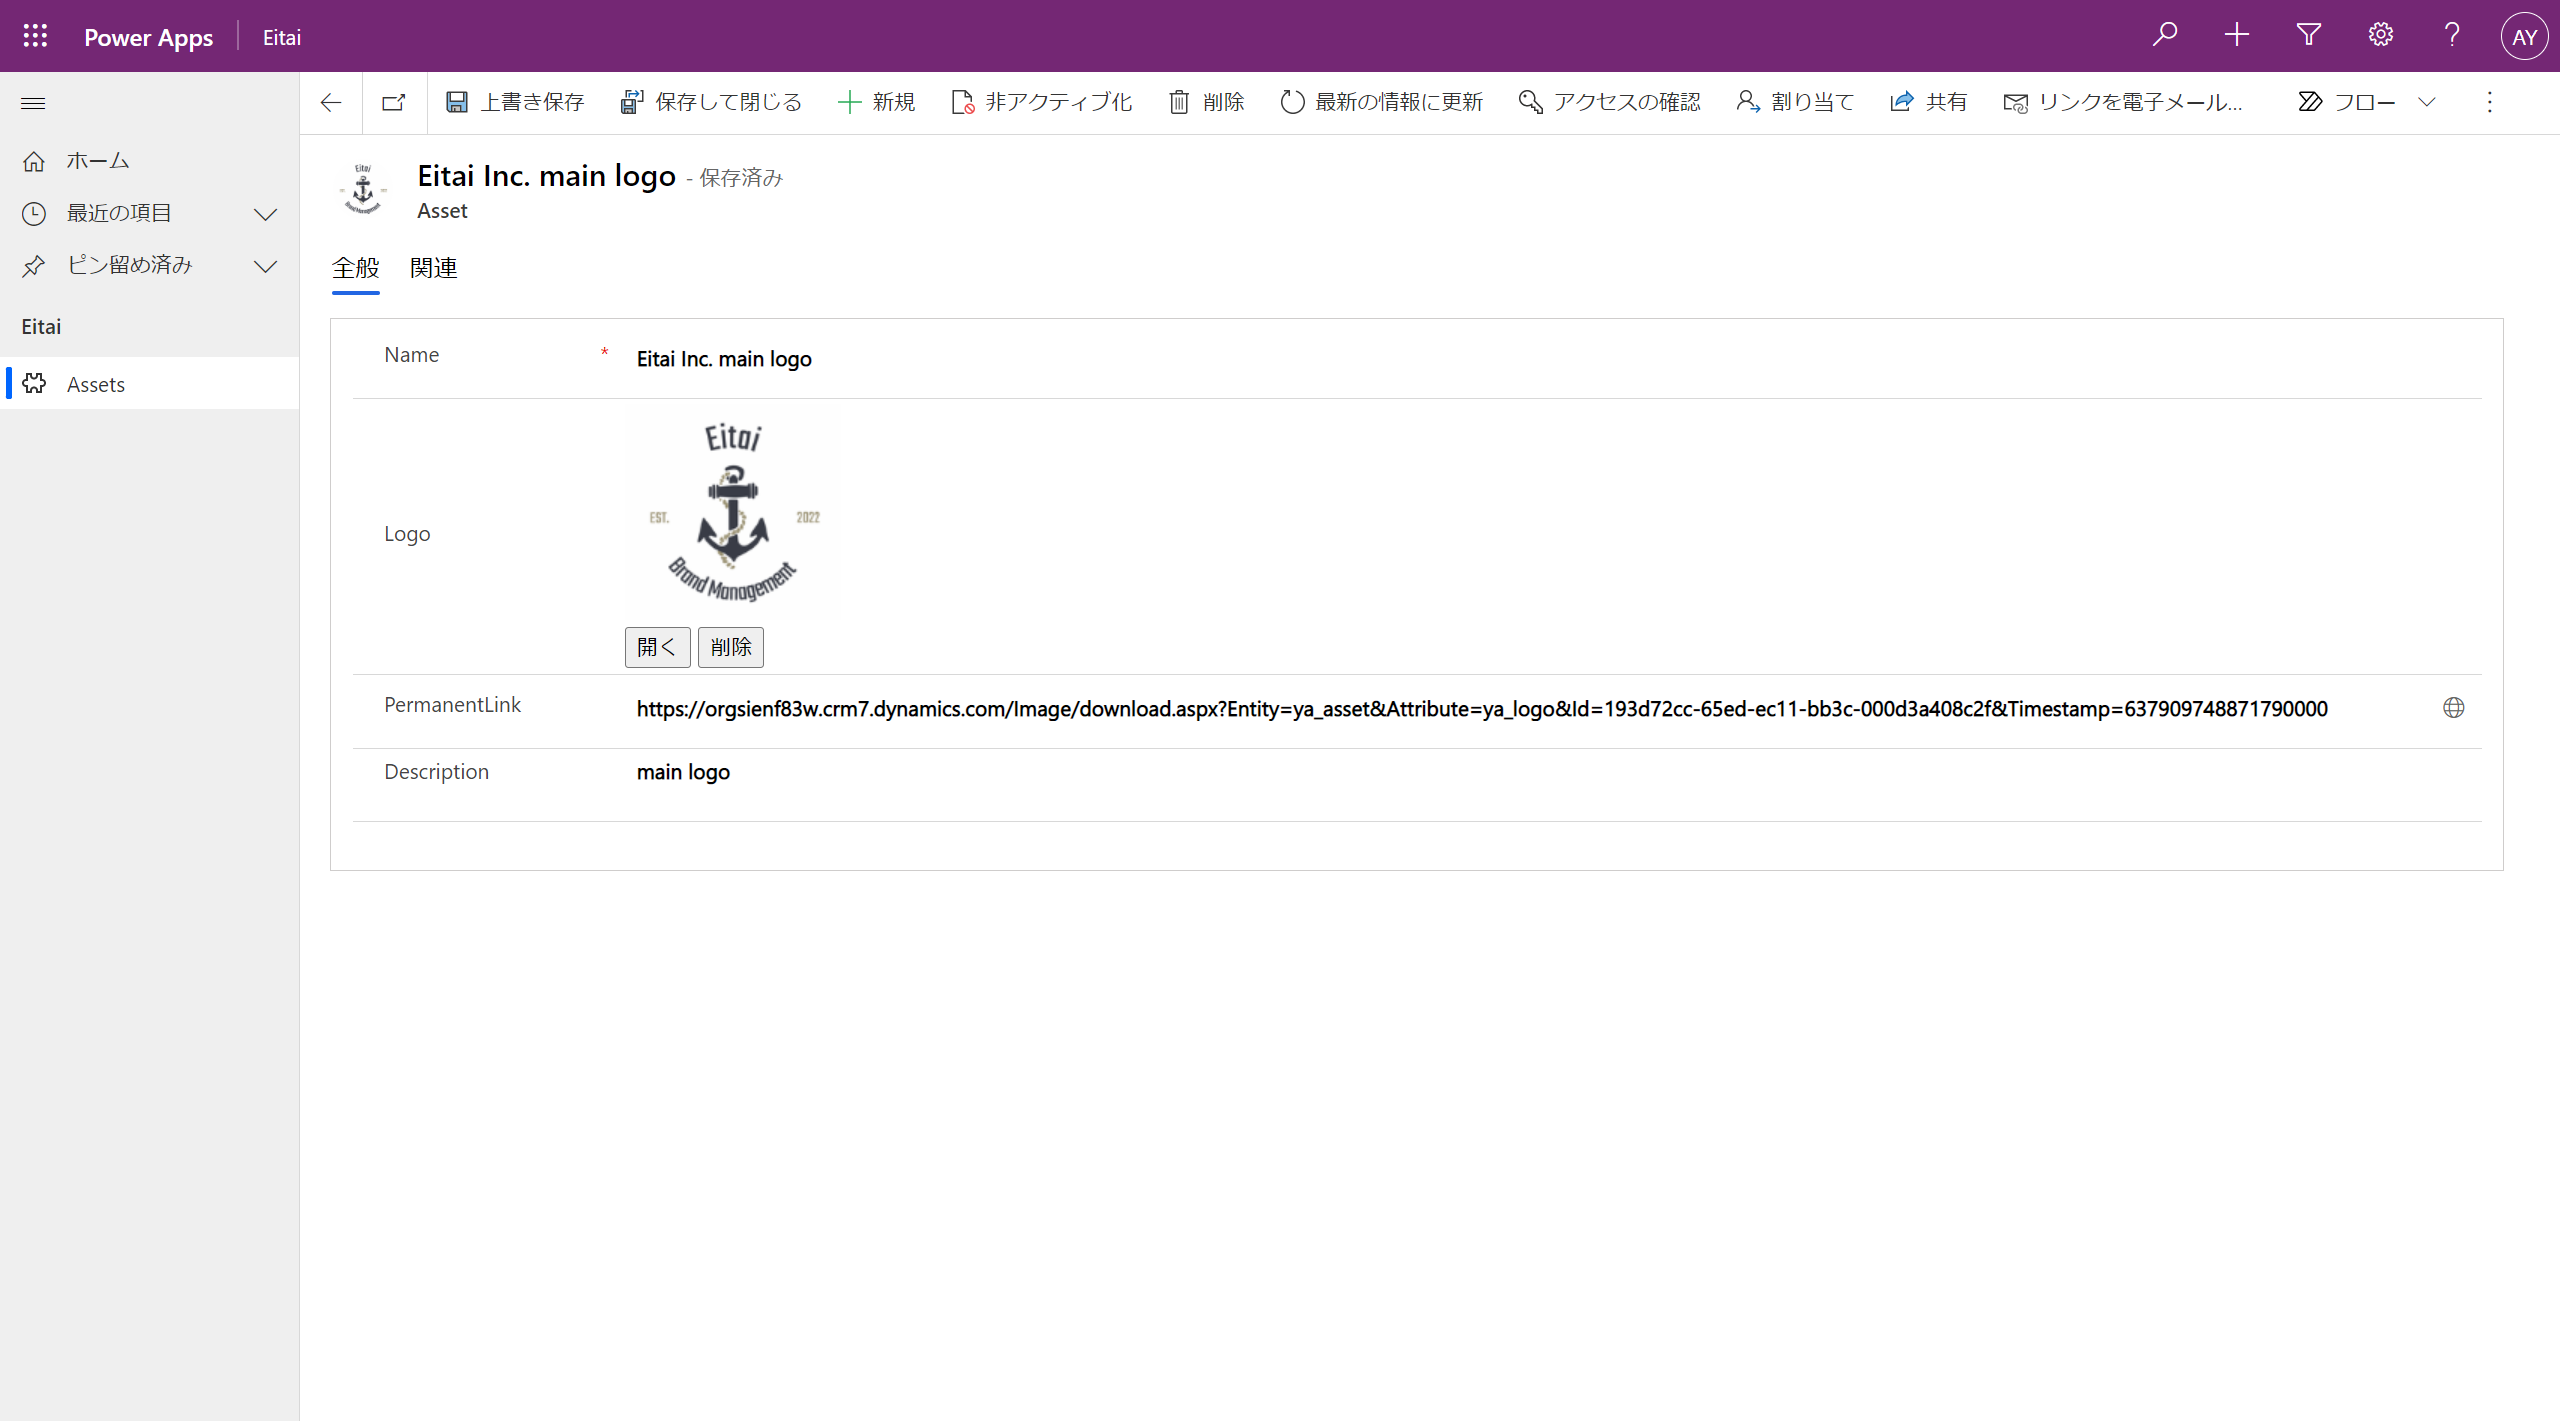 Power Apps Eitai AY
上書き保存 保存して閉じる 新規 非アクティブ化 削除 最新の情報に更新 アクセスの確認 割り当て 共有 リンクを電子メール... フロー
ホーム
最近の項目
ピン留め済み
Eitai
Assets
Eitai
Brand Management
Eitai Inc. main logo - 保存済み
Asset
全般 関連
Name * Eitai Inc. main logo
Logo
Eitai
EST. 2022
Brand Management
開く 削除
PermanentLink https://orgsienf83w.crm7.dynamics.com/Image/download.aspx?Entity=ya_asset&Attribute=ya_logo&Id=193d72cc-65ed-ec11-bb3c-000d3a408c2f&Timestamp=637909748871790000
Description main logo